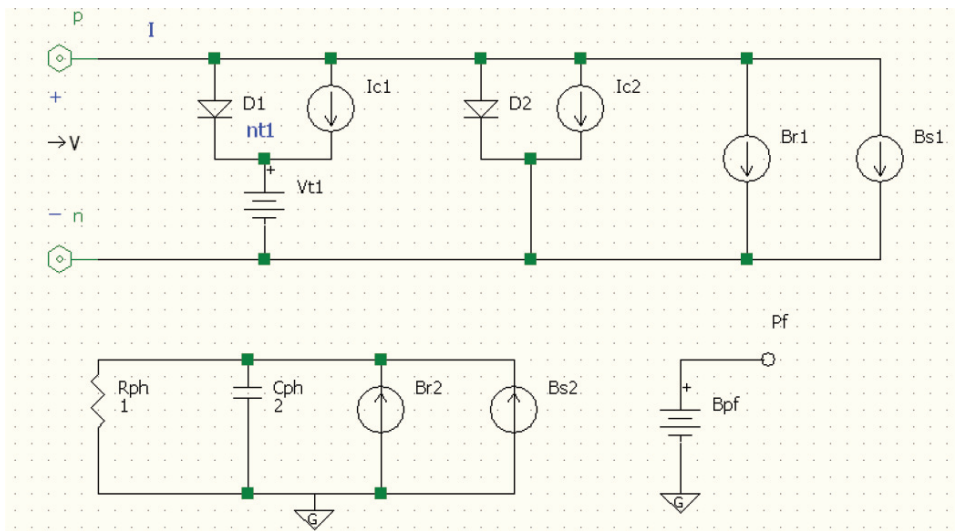 p
I
D1
Ic1
D2
Ic2
+
nt1
Br1
Bs1
→V
+
Vt1
−
n
Pf
Rph
1
Cph
2
Br2
Bs2
+
Bpf
G
G